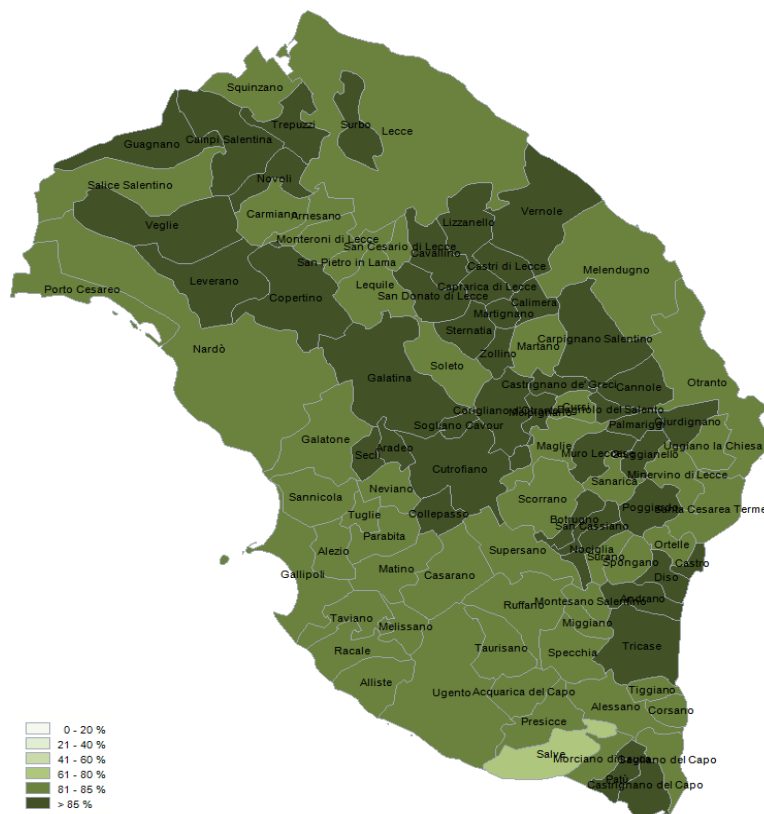 Squinzano
Trepuzzi
Surbo
Lecce
Campi Salentina
Guagnano
Novoli
Salice Salentino
Carmiano
Arnesano
Lizzanello
Vernole
Veglie
Monteroni di Lecce
San Cesario di Lecce
Cavallino
San Pietro in Lama
Castri di Lecce
Melendugno
Leverano
Lequile
Caprarica di Lecce
Porto Cesareo
Copertino
San Donato di Lecce
Calimera
Martignano
Sternatia
Carpignano Salentino
Nardò
Zollino
Martano
Soleto
Galatina
Castrignano de' Greci
Cannole
Otranto
Cursi
Sogliano Cavour
Palmariggi
Giurdignano
Galatone
Maglie
Uggiano la Chiesa
Aradeo
Muro Leccese
Cutrofiano
Minervino di Lecce
Neviano
Sanarica
Sannicola
Scorrano
Poggiardo
Santa Cesarea Terme
Tuglie
Collepasso
Botrugno
San Cassiano
Parabita
Ortelle
Alezio
Supersano
Nociglia
Surano
Spongano
Castro
Gallipoli
Matino
Casarano
Diso
Ruffano
Montesano Salentino
Andrano
Taviano
Melissano
Miggiano
Racale
Taurisano
Specchia
Tricase
Alliste
Ugento
Acquarica del Capo
Tiggiano
Alessano
Corsano
Presicce
Salve
Patù
Castrignano del Capo
0 - 20 %
21 - 40 %
41 - 60 %
61 - 80 %
81 - 85 %
> 85 %